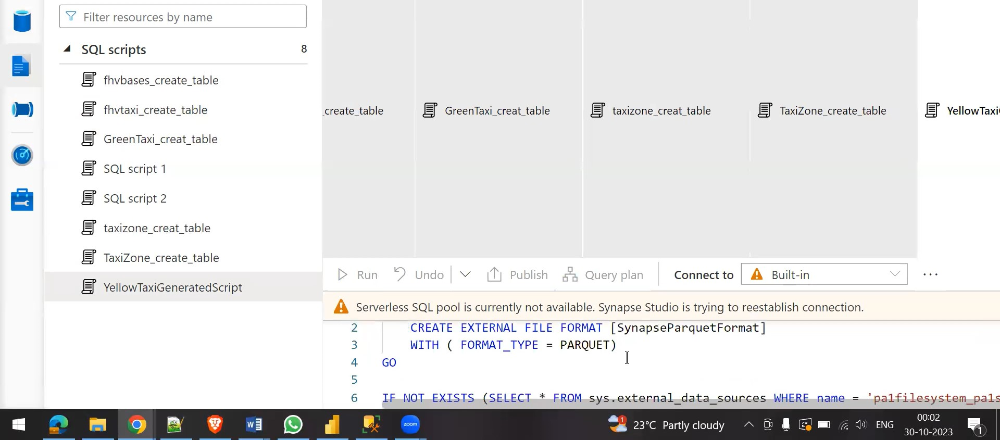 Filter resources by name
SQL scripts 8
fhvbases_create_table
fhvtaxi_create_table
GreenTaxi_creat_table
SQL script 1
SQL script 2
taxizone_creat_table
TaxiZone_create_table
YellowTaxiGeneratedScript
_create_table GreenTaxi_creat_table taxizone_creat_table TaxiZone_create_table YellowTaxi
Run Undo Publish Query plan Connect to Built-in ...
Serverless SQL pool is currently not available. Synapse Studio is trying to reestablish connection.
2 CREATE EXTERNAL FILE FORMAT [SynapseParquetFormat]
3 WITH ( FORMAT_TYPE = PARQUET)
4 GO
5
6 IF NOT EXISTS (SELECT * FROM sys.external_data_sources WHERE name = 'pa1filesystem_pa1s
zoom
1
23°C Partly cloudy
ENG
00:02
30-10-2023
1